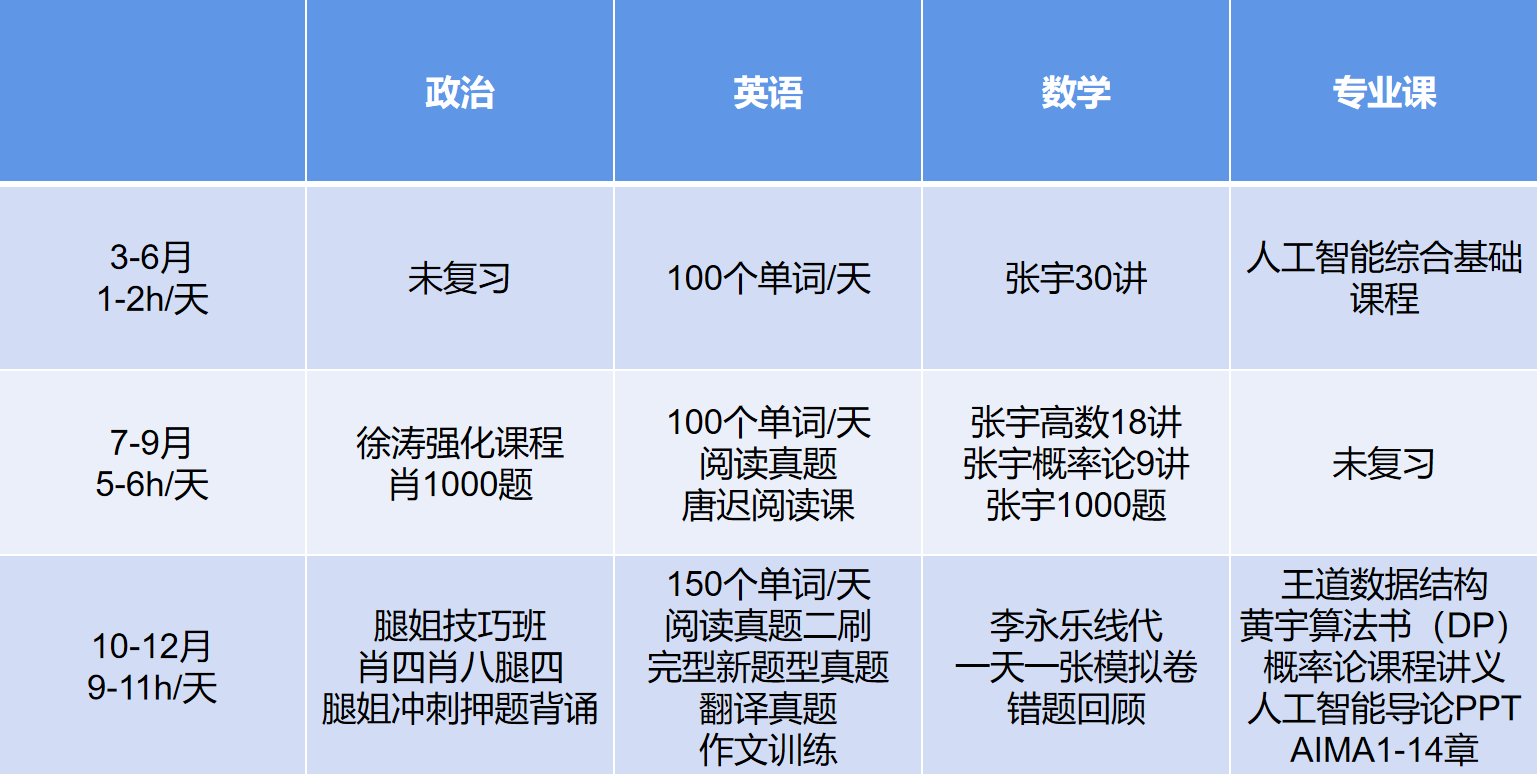 政治
英语
数学
专业课
3-6月
1-2h/天
未复习
100个单词/天
张宇30讲
人工智能综合基础
课程
7-9月
5-6h/天
徐涛强化课程
肖1000题
100个单词/天
阅读真题
唐迟阅读课
张宇高数18讲
张宇概率论9讲
张宇1000题
未复习
10-12月
9-11h/天
腿姐技巧班
肖四肖八腿四
腿姐冲刺押题背诵
150个单词/天
阅读真题二刷
完型新题型真题
翻译真题
作文训练
李永乐线代
一天一张模拟卷
错题回顾
王道数据结构
黄宇算法书（DP）
概率论课程讲义
人工智能导论PPT
AIMA1-14章